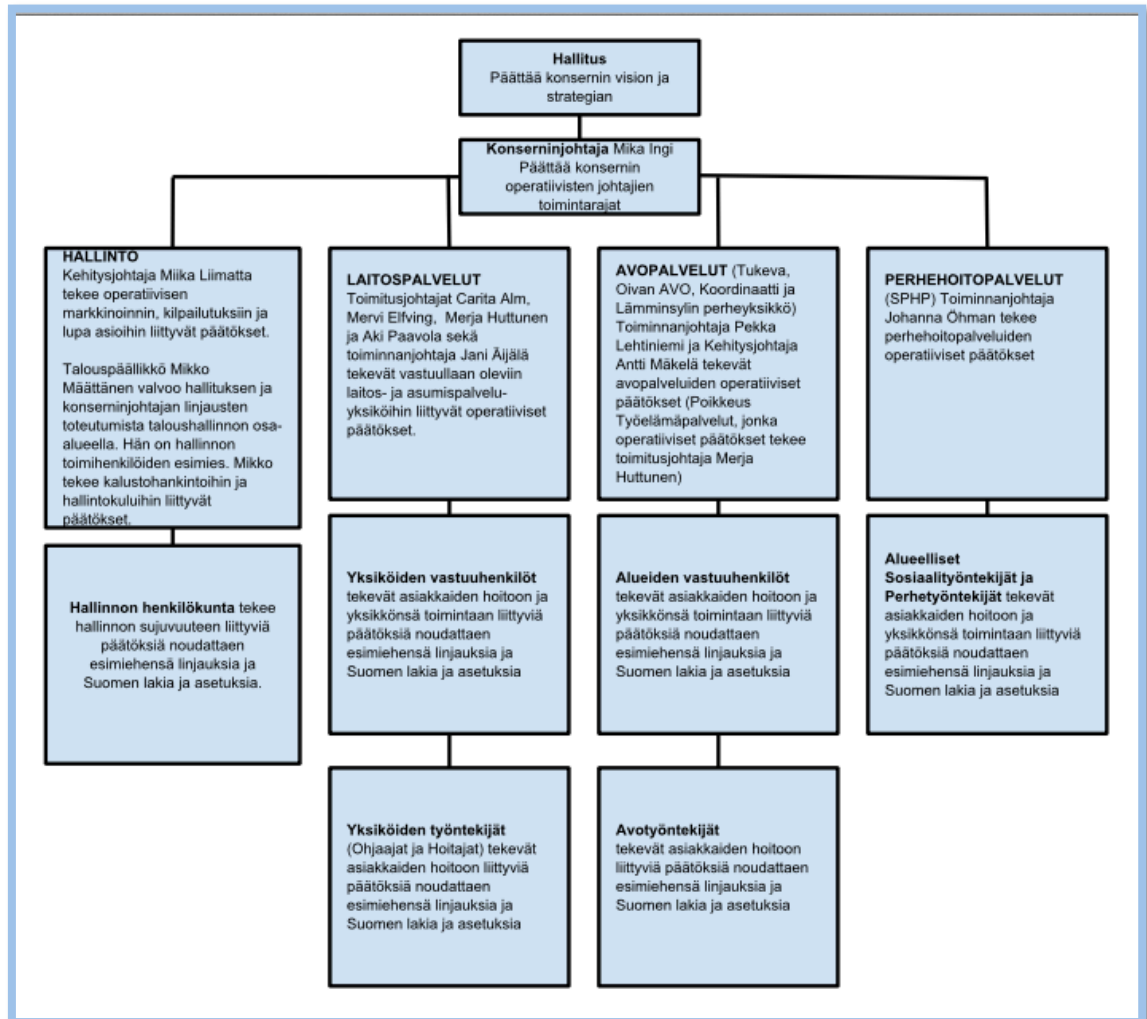 Hallitus
Päättää konsernin vision ja
strategian
Konserninjohtaja Mika Ingi
Päättää konsernin
operatiivisten johtajien
toimintarajat
HALLINTO
Kehitysjohtaja Miika Liimatta
tekee operatiivisen
markkinoinnin, kilpailutuksiin ja
lupa asioihin liittyvät päätökset.
Talouspäällikkö Mikko
Määttänen valvoo hallituksen ja
konserninjohtajan linjausten
toteutumista taloushallinnon osa-
alueella. Hän on hallinnon
toimihenkilöiden esimies. Mikko
tekee kalustohankintoihin ja
hallintokuluihin liittyvät
päätökset.
LAITOSPALVELUT
Toimitusjohtajat Carita Alm,
Mervi Elfving, Merja Huttunen
ja Aki Paavola sekä
toiminnanjohtaja Jani Äijälä
tekevät vastuullaan oleviin
laitos- ja asumispalvelu-
yksiköihin liittyvät operatiiviset
päätökset.
AVOPALVELUT (Tukeva,
Oivan AVO, Koordinaatti ja
Lämminsylin perheyksikkö)
Toiminnanjohtaja Pekka
Lehtiniemi ja Kehitysjohtaja
Antti Mäkelä tekevät
avopalveluiden operatiiviset
päätökset (Poikkeus
Työelämäpalvelut, jonka
operatiiviset päätökset tekee
toimitusjohtaja Merja
Huttunen)
PERHEHOITOPALVELUT
(SPHP) Toiminnanjohtaja
Johanna Öhman tekee
perhehoitopalveluiden
operatiiviset päätökset
Hallinnon henkilökunta tekee
hallinnon sujuvuuteen liittyviä
päätöksiä noudattaen
esimiehensä linjauksia ja
Suomen lakia ja asetuksia.
Yksiköiden vastuuhenkilöt
tekevät asiakkaiden hoitoon ja
yksikkönsä toimintaan liittyviä
päätöksiä noudattaen
esimiehensä linjauksia ja
Suomen lakia ja asetuksia
Alueiden vastuuhenkilöt
tekevät asiakkaiden hoitoon ja
yksikkönsä toimintaan liittyviä
päätöksiä noudattaen
esimiehensä linjauksia ja
Suomen lakia ja asetuksia
Alueelliset
Sosiaalityöntekijät ja
Perhetyöntekijät tekevät
asiakkaiden hoitoon ja
yksikkönsä toimintaan liittyviä
päätöksiä noudattaen
esimiehensä linjauksia ja
Suomen lakia ja asetuksia
Yksiköiden työntekijät
(Ohjaajat ja Hoitajat) tekevät
asiakkaiden hoitoon liittyviä
päätöksiä noudattaen
esimiehensä linjauksia ja
Suomen lakia ja asetuksia
Avotyöntekijät
tekevät asiakkaiden hoitoon
liittyviä päätöksiä noudattaen
esimiehensä linjauksia ja
Suomen lakia ja asetuksia